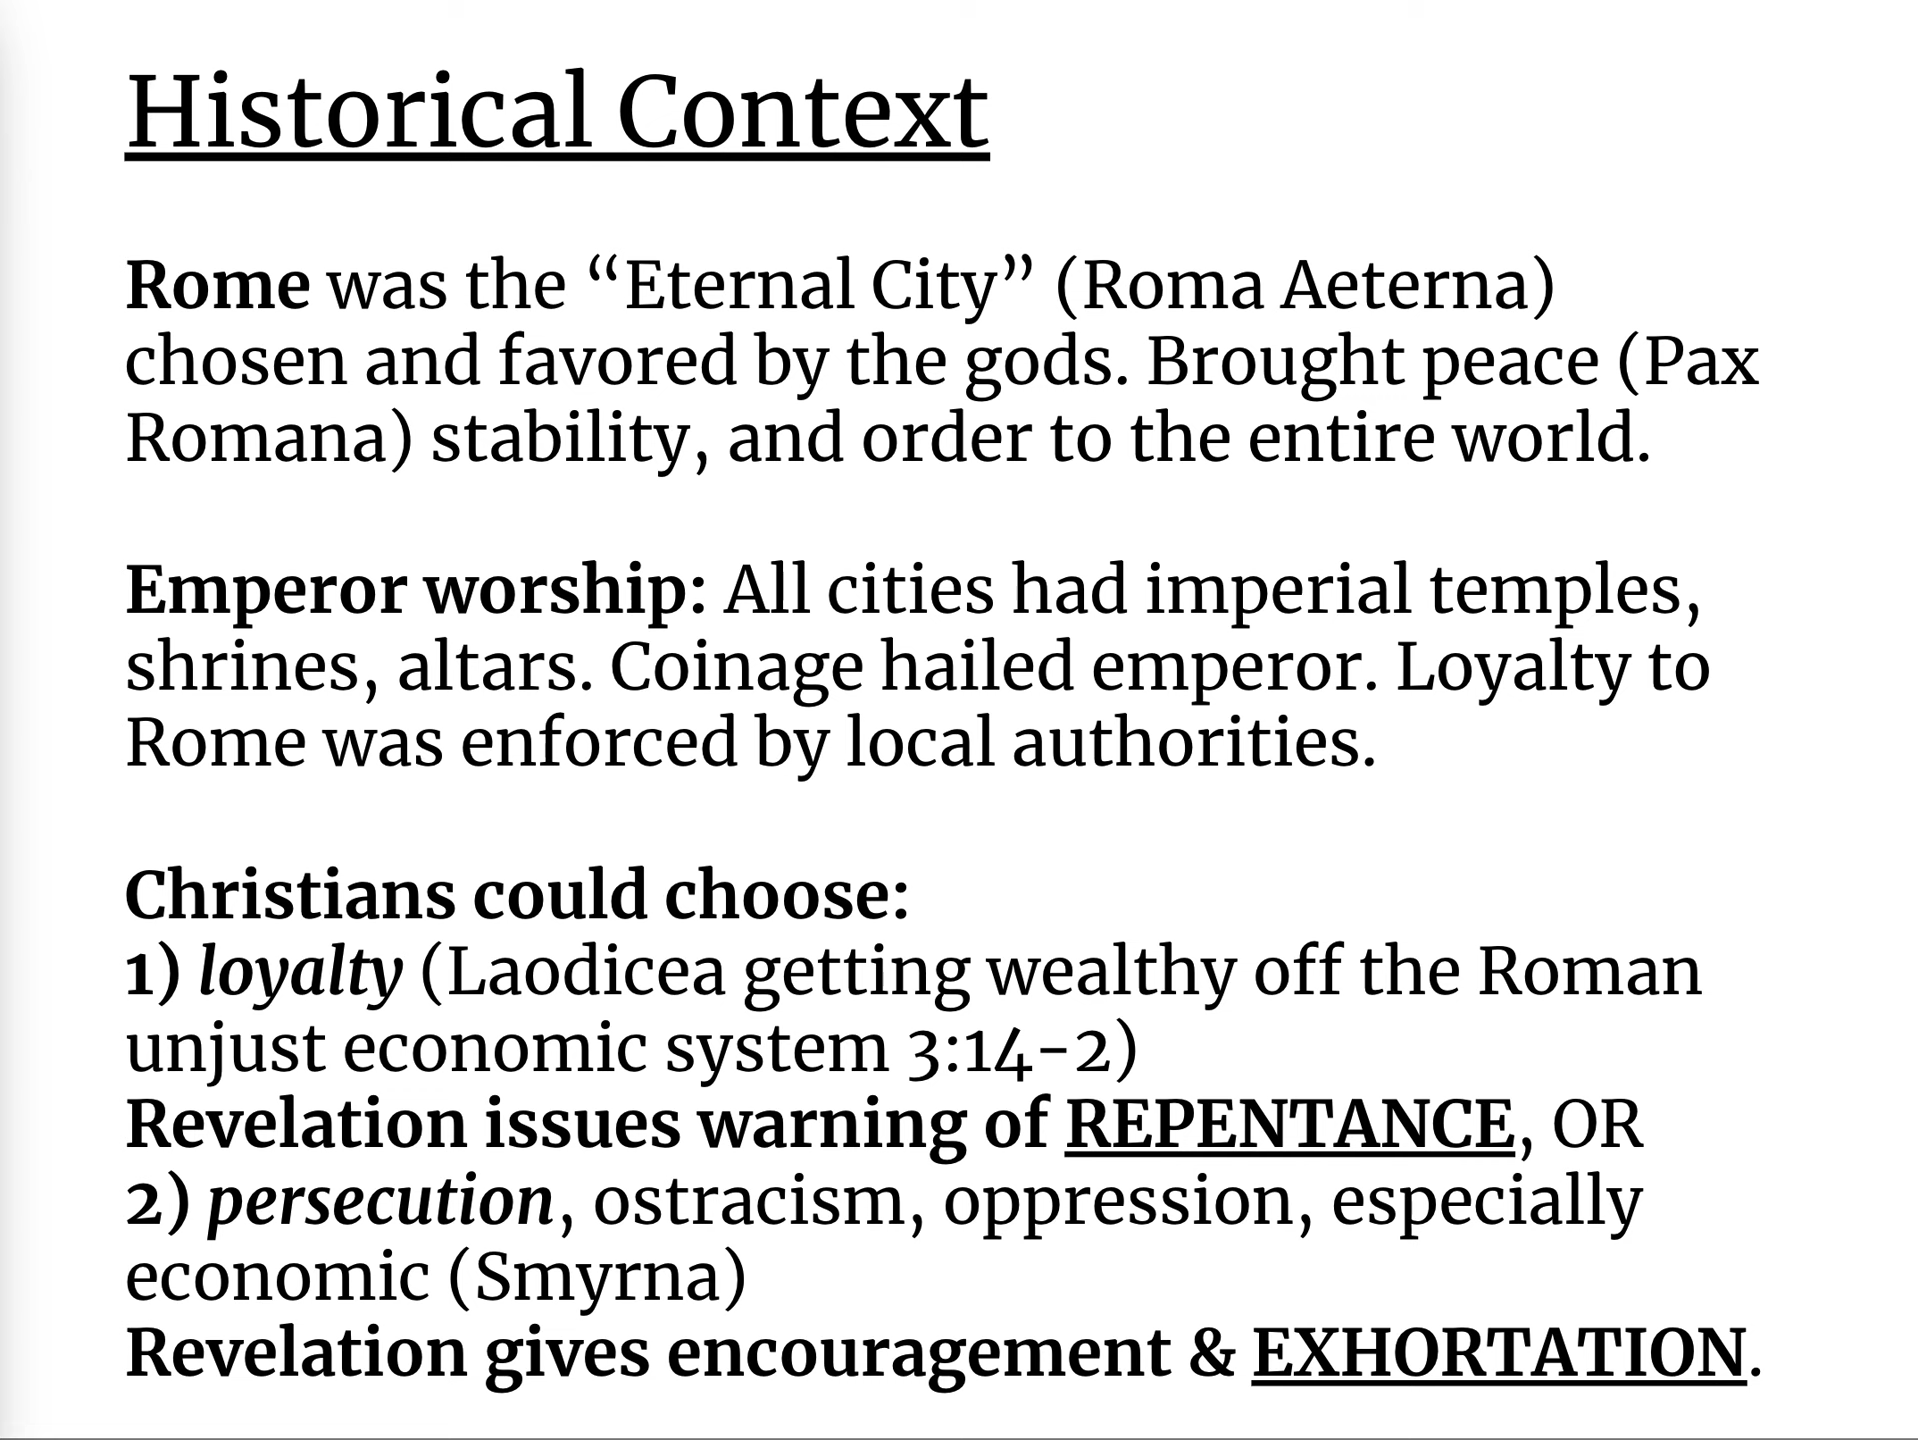 Historical Context
Rome was the “Eternal City” (Roma Aeterna)
chosen and favored by the gods. Brought peace (Pax
Romana) stability, and order to the entire world.
Emperor worship: All cities had imperial temples,
shrines, altars. Coinage hailed emperor. Loyalty to
Rome was enforced by local authorities.
Christians could choose:
1) loyalty (Laodicea getting wealthy off the Roman
unjust economic system 3:14-2)
Revelation issues warning of REPENTANCE, OR
2) persecution, ostracism, oppression, especially
economic (Smyrna)
Revelation gives encouragement & EXHORTATION.